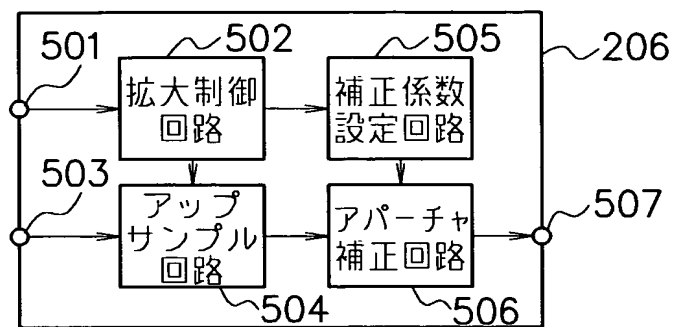 502
505
206
501
拡大制御
回路
補正係数
設定回路
503
アップ
サンプル
回路
アパーチャ
補正回路
507
504
506